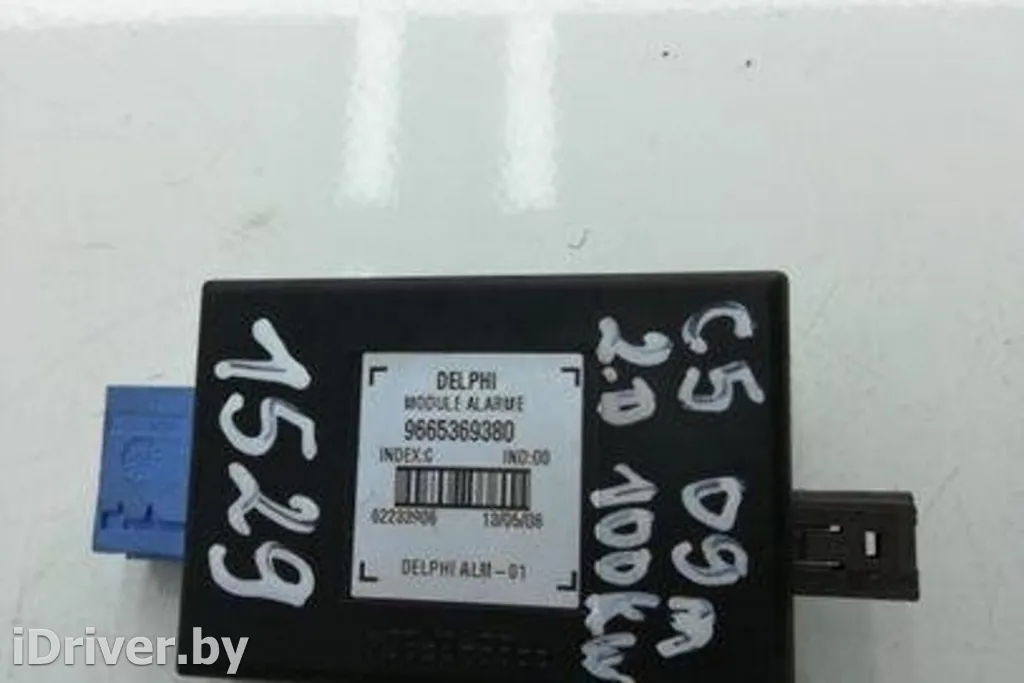 1529
DELPHI
MODULE ALARME
9665369380
INDEX:C IND:00
02233906 13/05/08
DELPHI ALM-01
C5 09m
2.0 100kw
iDriver.by